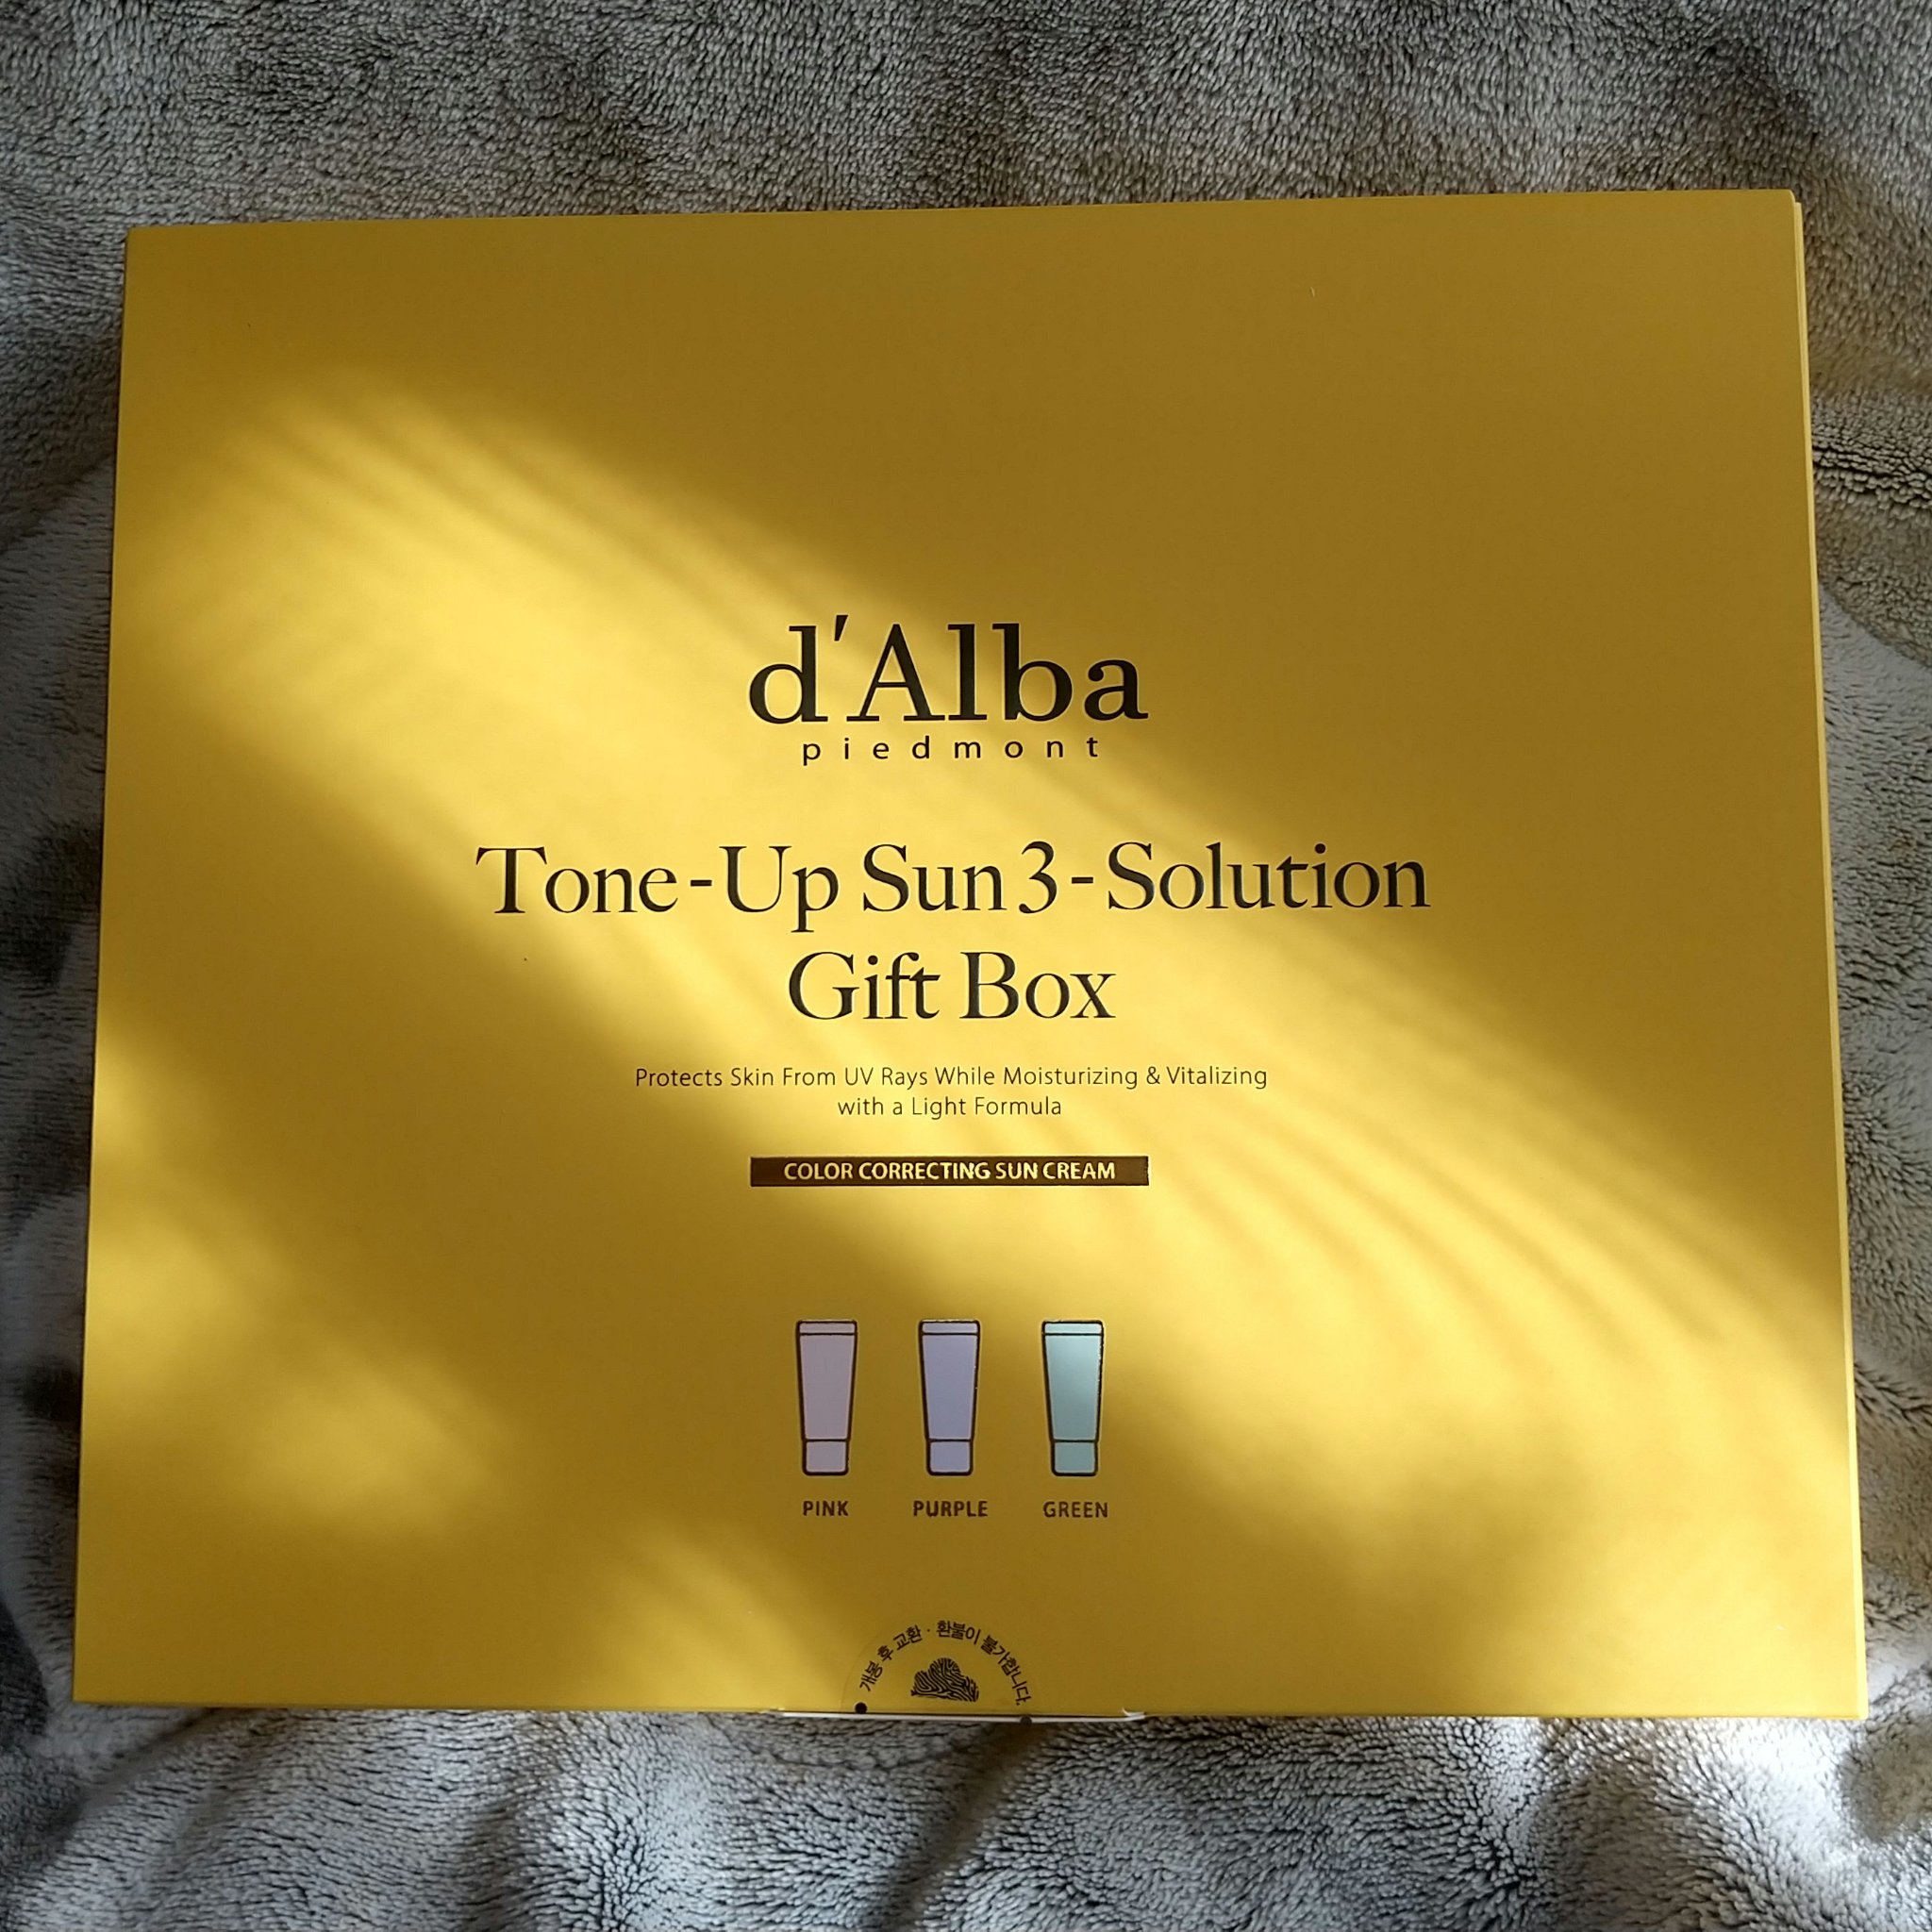 d'Alba
piedmont
Tone-Up Sun 3-Solution
Gift Box
Protects Skin From UV Rays While Moisturizing & Vitalizing
with a Light Formula
COLOR CORRECTING SUN CREAM
PINK PURPLE GREEN
개봉 후 교환 · 환불이 불가합니다.